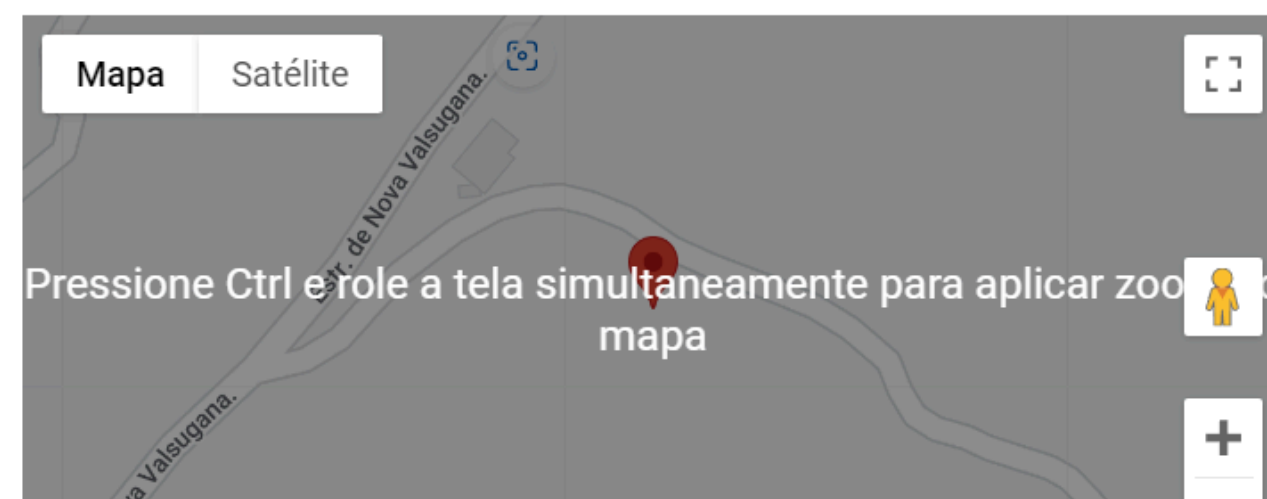 Mapa
Satélite
Estr. de Nova Valsugana.
Pressione Ctrl e role a tela simultaneamente para aplicar zoo
mapa
a Valsugana.